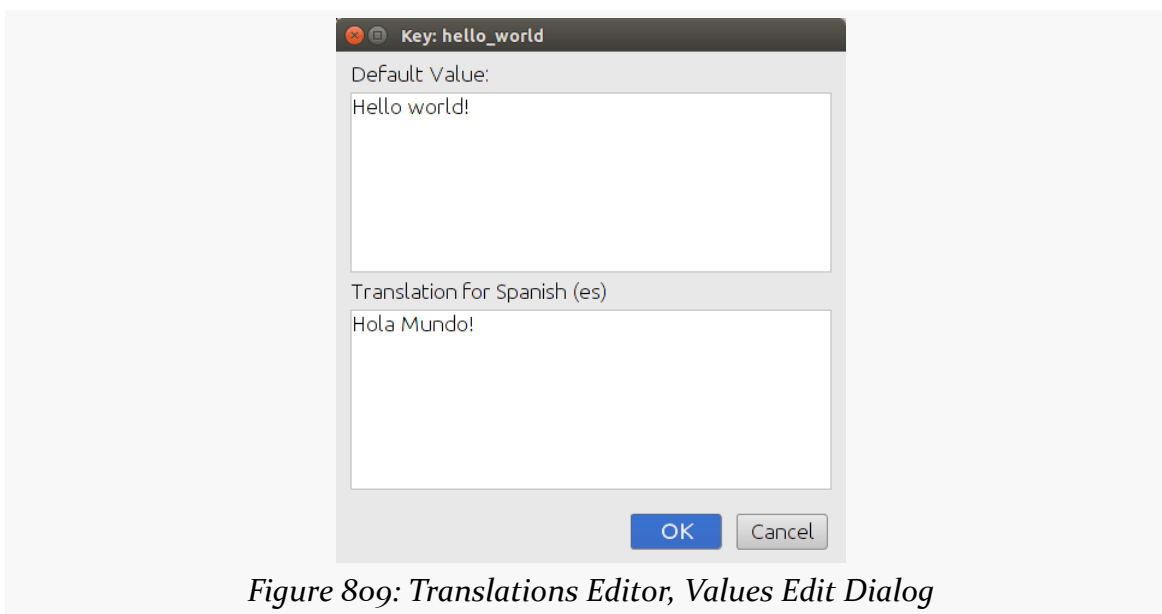 Key: hello_world
Default Value:
Hello world!
Translation for Spanish (es)
Hola Mundo!
OK Cancel
Figure 809: Translations Editor, Values Edit Dialog